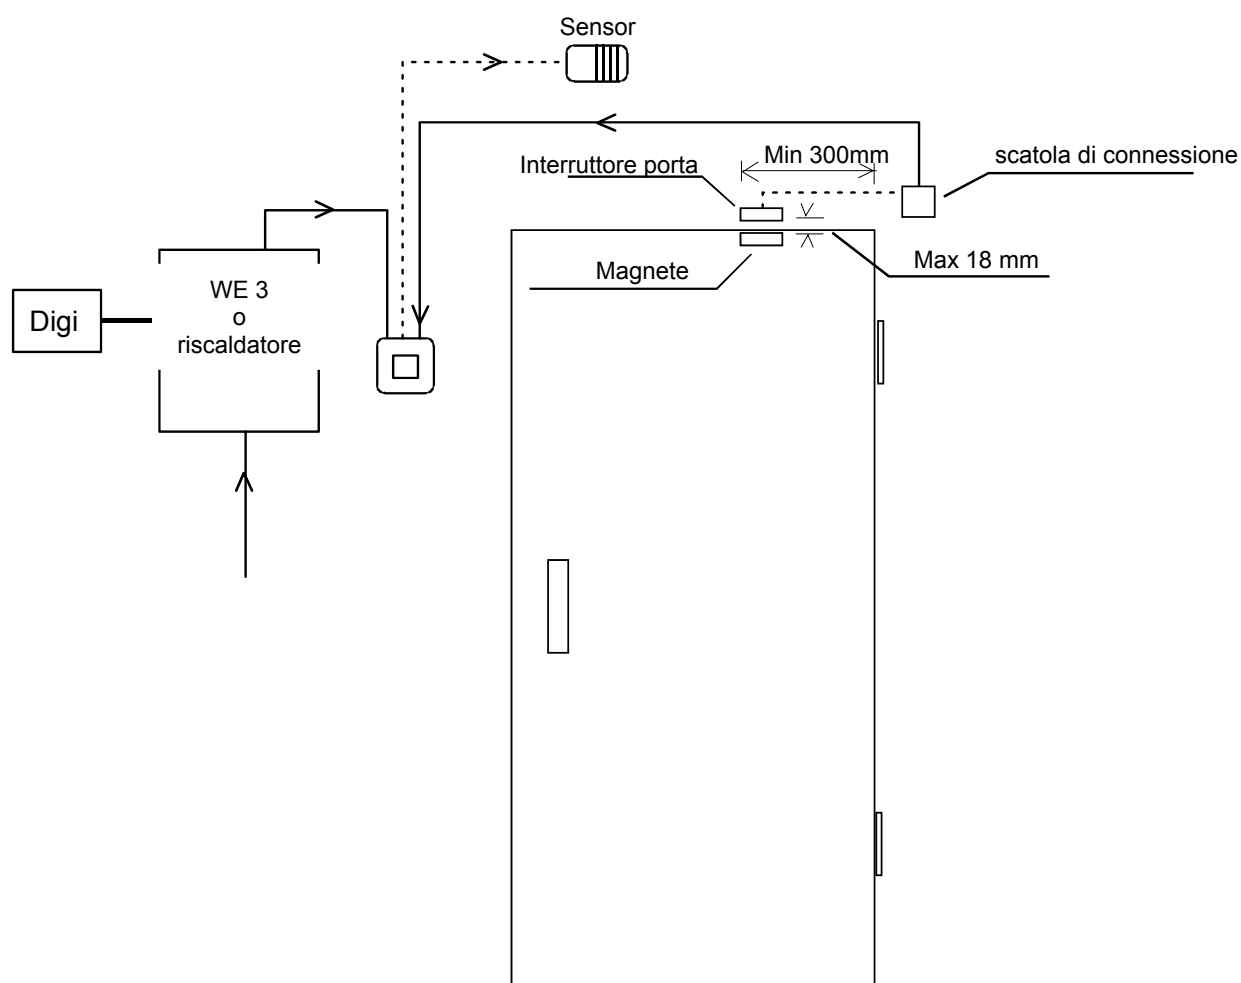 Sensor
Min 300mm
scatola di connessione
Interruttore porta
Max 18 mm
Magnete
WE 3
o
riscaldatore
Digi